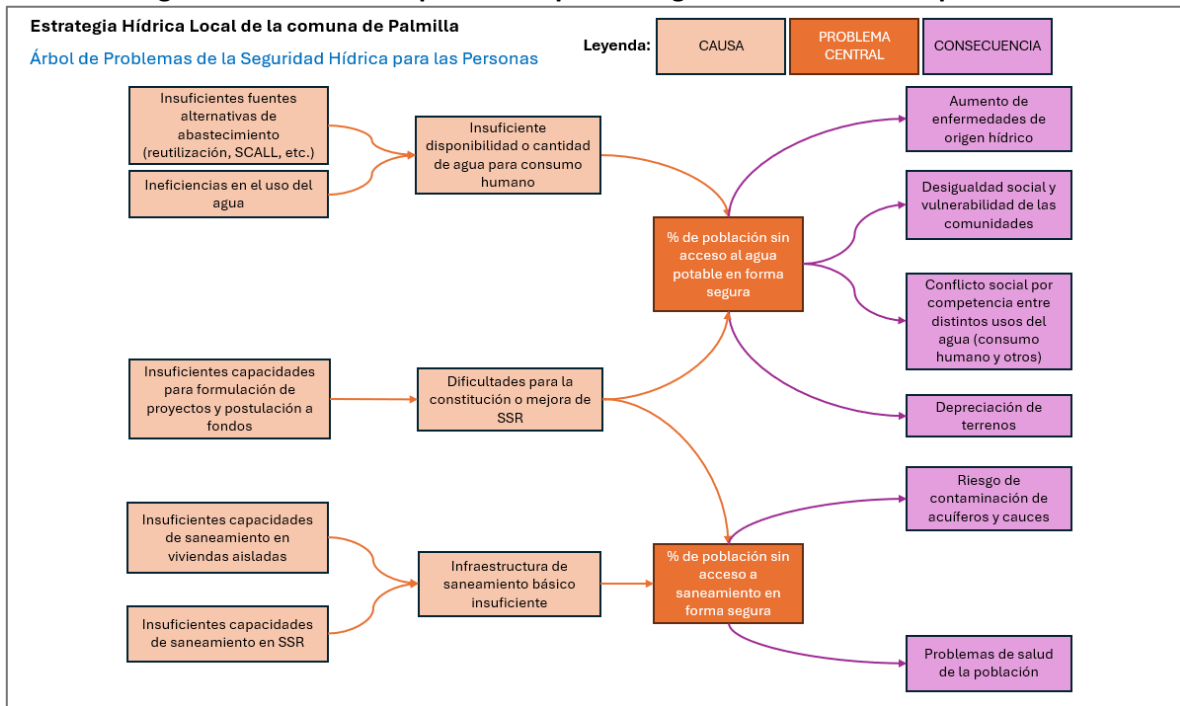 Estrategia Hídrica Local de la comuna de Palmilla
Árbol de Problemas de la Seguridad Hídrica para las Personas
Leyenda:
CAUSA
PROBLEMA
CENTRAL
CONSECUENCIA
Insuficientes fuentes
alternativas de
abastecimiento
(reutilización, SCALL, etc.)
Ineficiencias en el uso del
agua
Insuficiente
disponibilidad o cantidad
de agua para consumo
humano
Insuficientes capacidades
para formulación de
proyectos y postulación a
fondos
Dificultades para la
constitución o mejora de
SSR
Insuficientes capacidades
de saneamiento en
viviendas aisladas
Insuficientes capacidades
de saneamiento en SSR
Infraestructura de
saneamiento básico
insuficiente
% de población sin
acceso al agua
potable en forma
segura
% de población sin
acceso a
saneamiento en
forma segura
Aumento de
enfermedades de
origen hídrico
Desigualdad social y
vulnerabilidad de las
comunidades
Conflicto social por
competencia entre
distintos usos del
agua (consumo
humano y otros)
Depreciación de
terrenos
Riesgo de
contaminación de
acuíferos y cauces
Problemas de salud
de la población